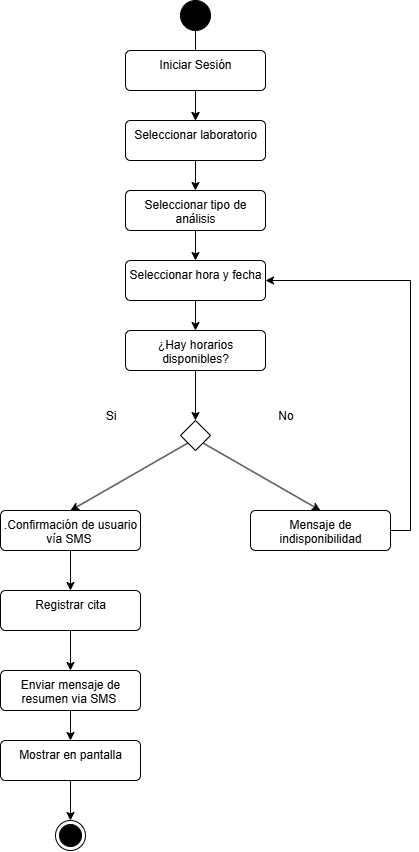 Iniciar Sesión
Seleccionar laboratorio
Seleccionar tipo de
análisis
Seleccionar hora y fecha
¿Hay horarios
disponibles?
Si
No
.Confirmación de usuario
vía SMS
Mensaje de
indisponibilidad
Registrar cita
Enviar mensaje de
resumen via SMS
Mostrar en pantalla